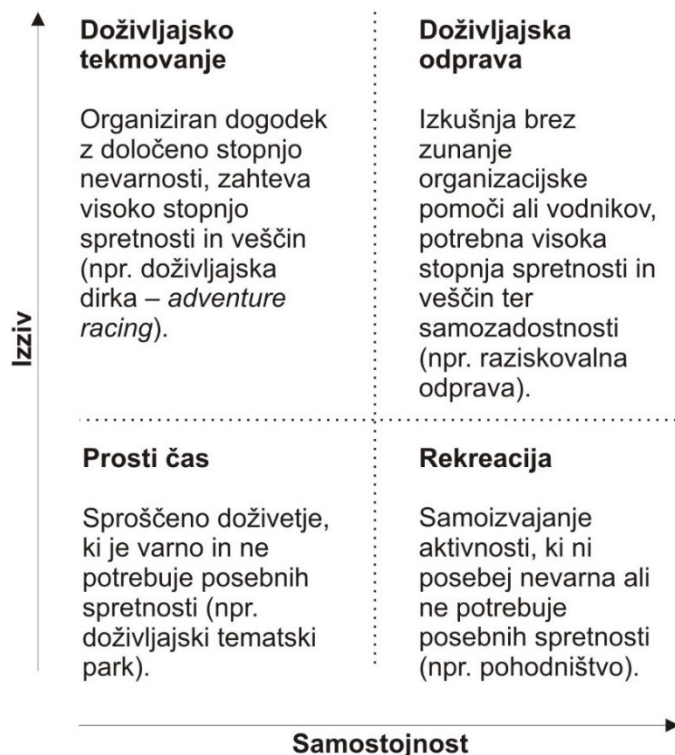 Doživljajsko
tekmovanje
Organiziran dogodek
z določeno stopnjo
nevarnosti, zahteva
visoko stopnjo
spretnosti in veščin
(npr. doživljajska
dirka – adventure
racing).
Doživljajska
odprava
Izkušnja brez
zunanje
organizacijske
pomoči ali vodnikov,
potrebna visoka
stopnja spretnosti in
veščin ter
samozadostnosti
(npr. raziskovalna
odprava).
Izziv
Prosti čas
Sproščeno doživetje,
ki je varno in ne
potrebuje posebnih
spretnosti (npr.
doživljajski tematski
park).
Rekreacija
Samoizvajanje
aktivnosti, ki ni
posebej nevarna ali
ne potrebuje
posebnih spretnosti
(npr. pohodništvo).
Samostojnost